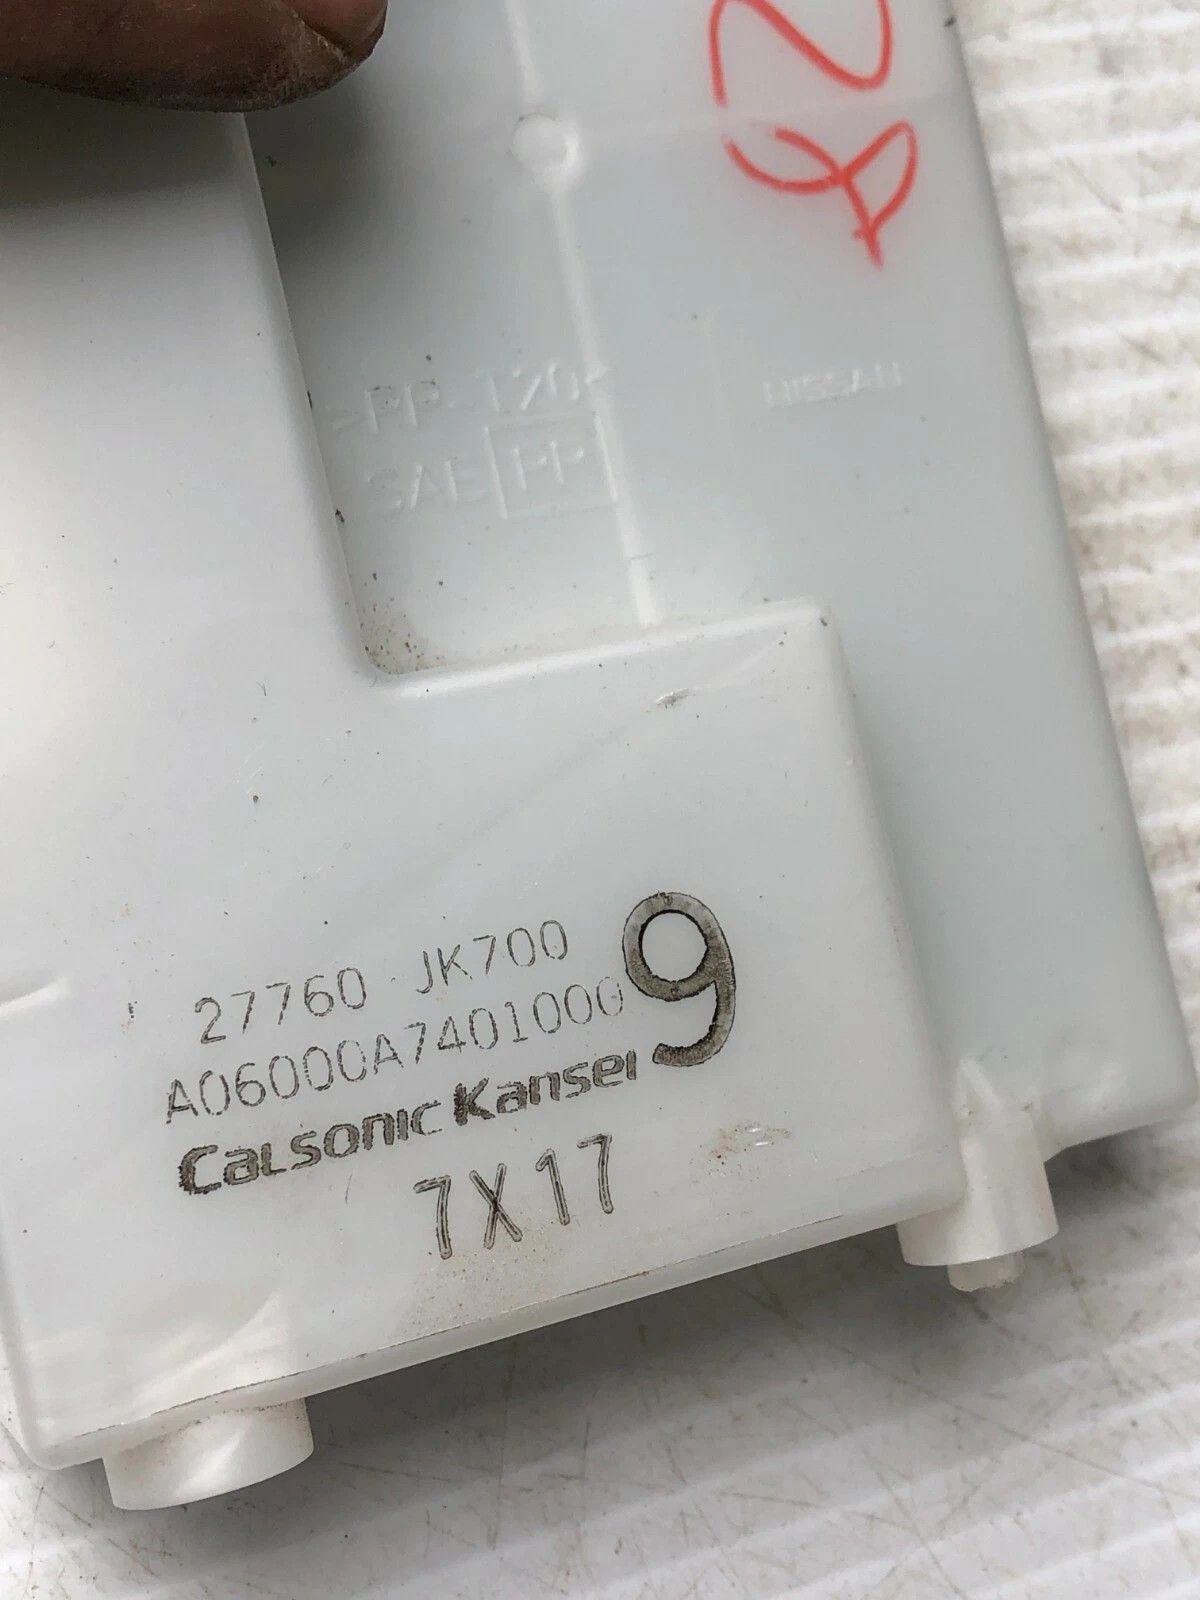 >PP-T20<
SAE PP
NISSAN
27760 JK700
A06000A7401000
9
Calsonic Kansei
7X17